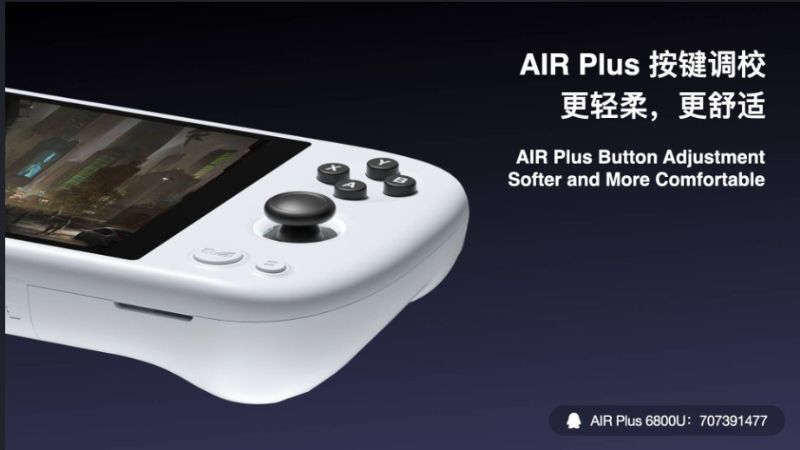 AIR Plus 按键调校
更轻柔，更舒适
AIR Plus Button Adjustment
Softer and More Comfortable
X
Y
A
B
AIR Plus 6800U：707391477